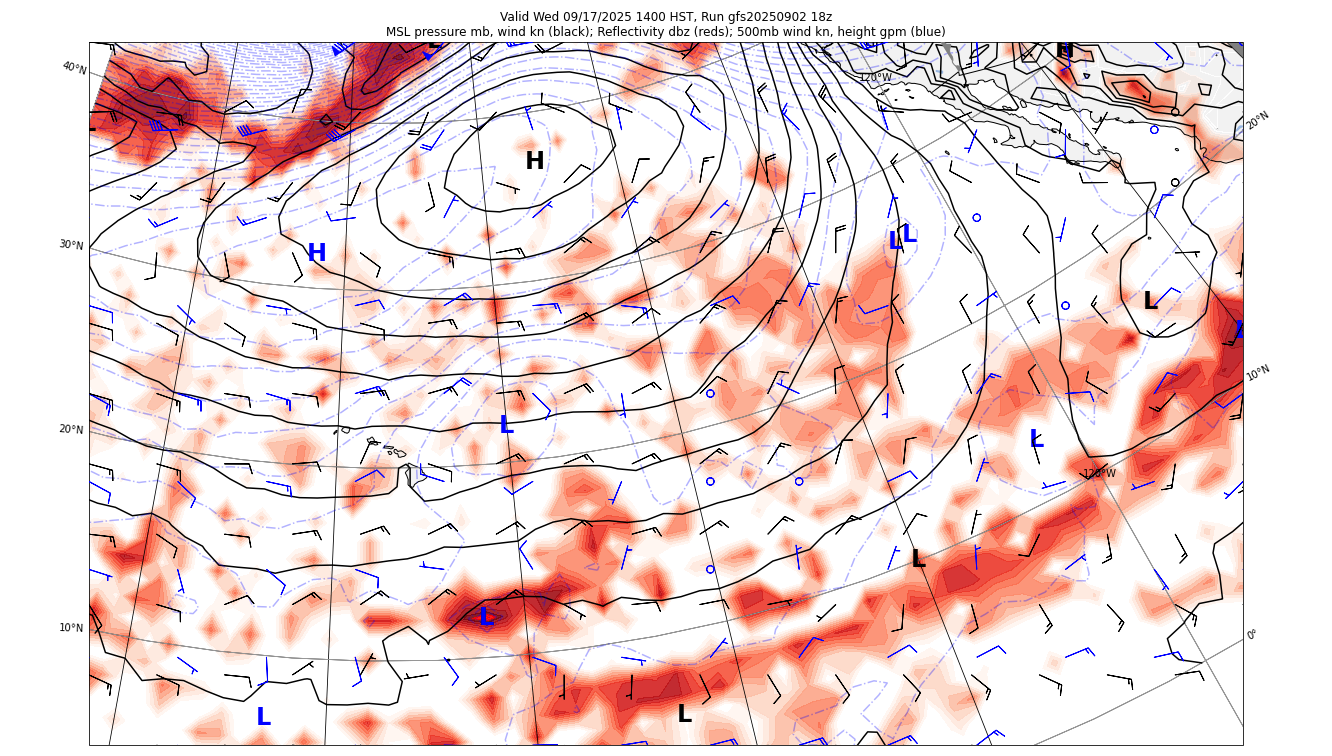 Valid Wed 09/17/2025 1400 HST, Run gfs20250902 18z
MSL pressure mb, wind kn (black); Reflectivity dbz (reds); 500mb wind kn, height gpm (blue)
H
40°N
120°W
20°N
H
30°N
H
L
L
L
10°N
20°N
L
L
120°W
L
10°N
L
0°
L
L